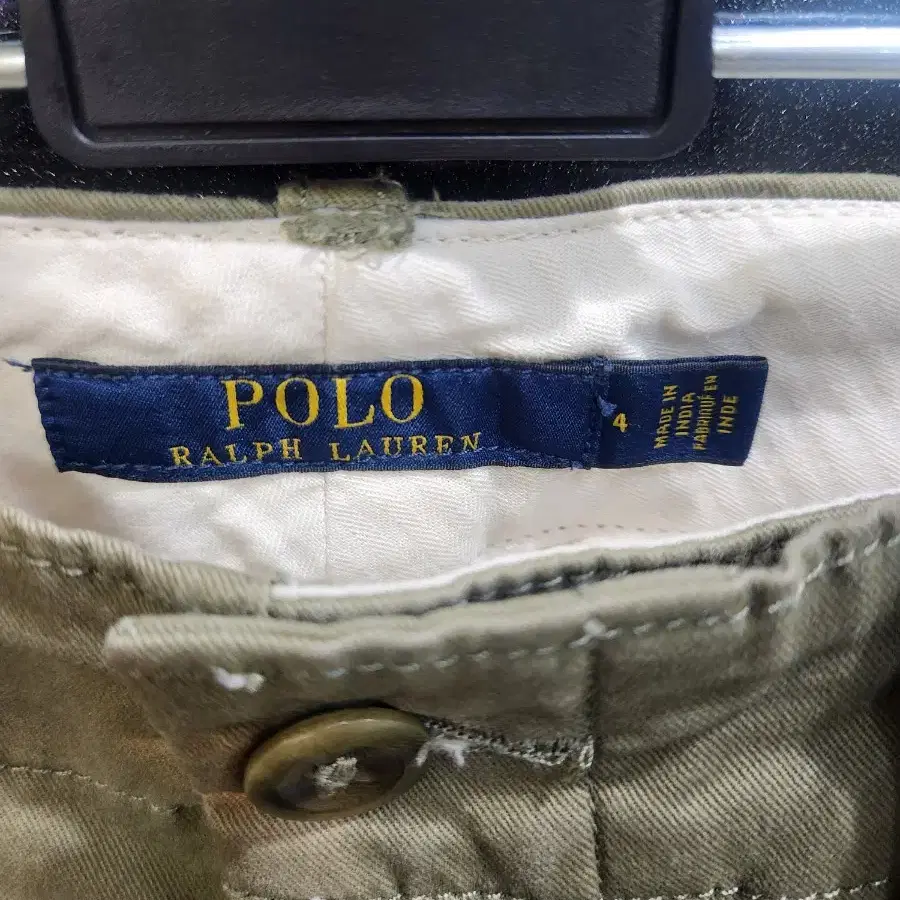 POLO
RALPH LAUREN
4
MADE IN
INDIA
FABRIQUÉ EN
INDE